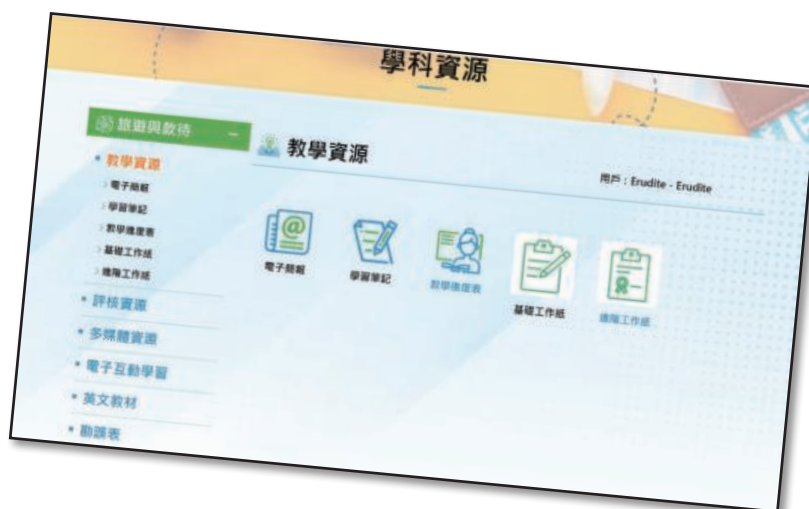 學科資源
旅遊與款待
教學資源
電子簡報
學習筆記
教學進度表
基礎工作紙
進階工作紙
評核資源
多媒體資源
電子互動學習
英文教材
勘誤表
教學資源
用戶：Erudite - Erudite
電子簡報
學習筆記
教學進度表
基礎工作紙
進階工作紙